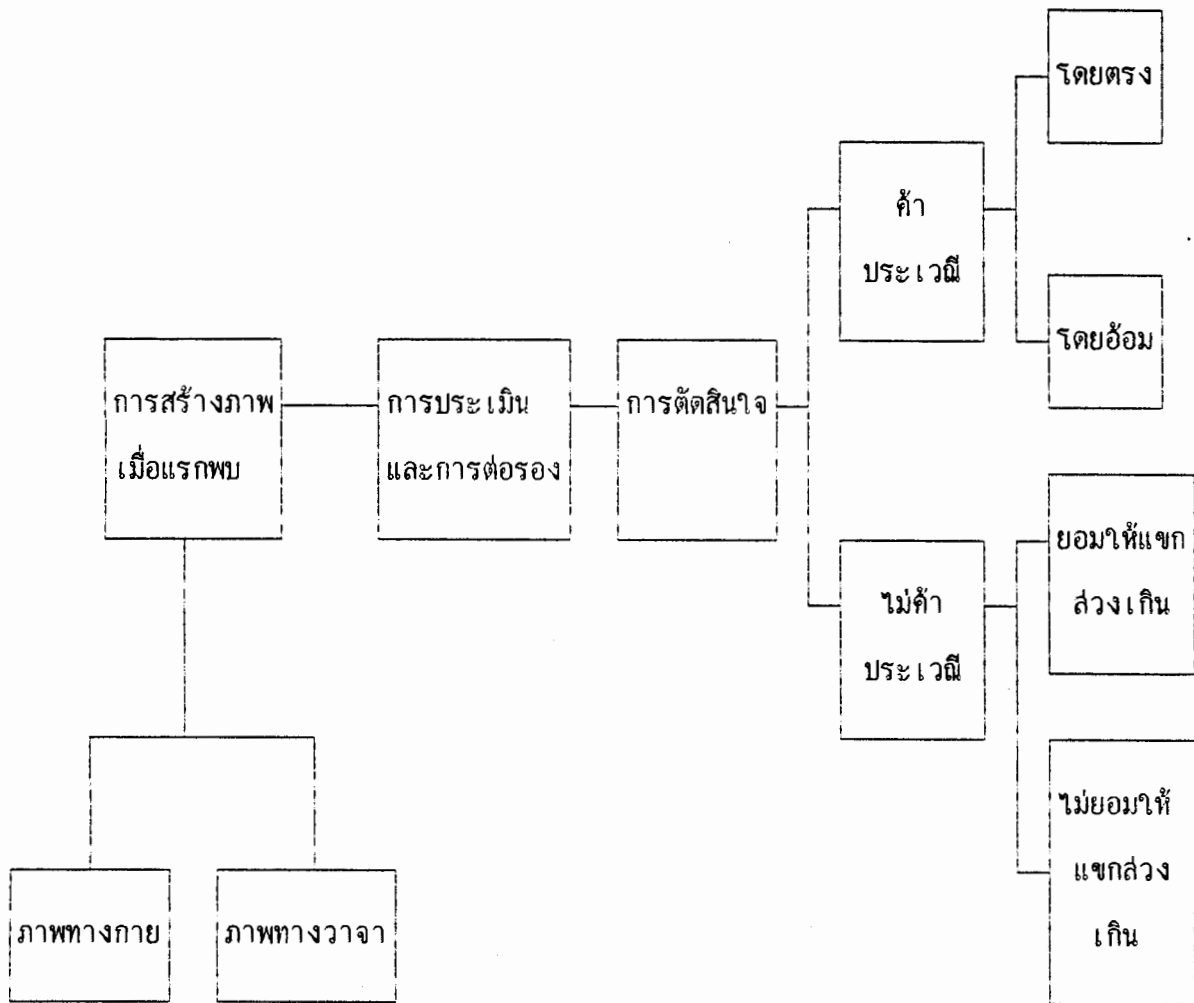 โดยตรง
ค้า
ประเวณี
โดยอ้อม
การสร้างภาพ
เมื่อแรกพบ
การประเมิน
และการต่อรอง
การตัดสินใจ
ยอมให้แขก
ล่วงเกิน
ไม่ค้า
ประเวณี
ไม่ยอมให้
แขกล่วง
เกิน
ภาพทางกาย
ภาพทางวาจา